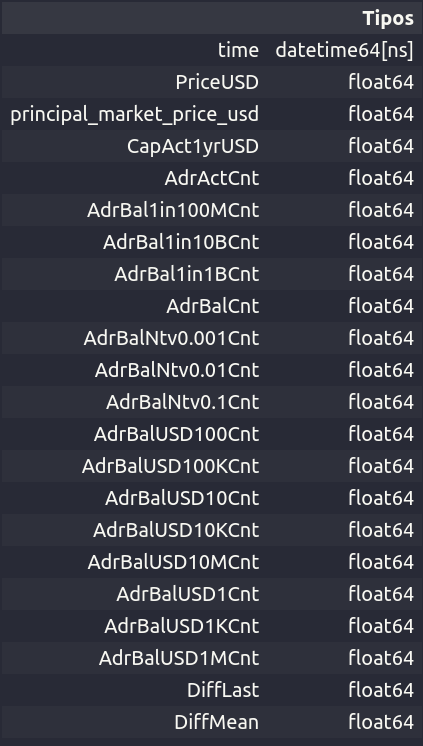 Tipos
time datetime64[ns]
PriceUSD float64
principal_market_price_usd float64
CapAct1yrUSD float64
AdrActCnt float64
AdrBal1in100MCnt float64
AdrBal1in10BCnt float64
AdrBal1in1BCnt float64
AdrBalCnt float64
AdrBalNtv0.001Cnt float64
AdrBalNtv0.01Cnt float64
AdrBalNtv0.1Cnt float64
AdrBalUSD100Cnt float64
AdrBalUSD100KCnt float64
AdrBalUSD10Cnt float64
AdrBalUSD10KCnt float64
AdrBalUSD10MCnt float64
AdrBalUSD1Cnt float64
AdrBalUSD1KCnt float64
AdrBalUSD1MCnt float64
DiffLast float64
DiffMean float64